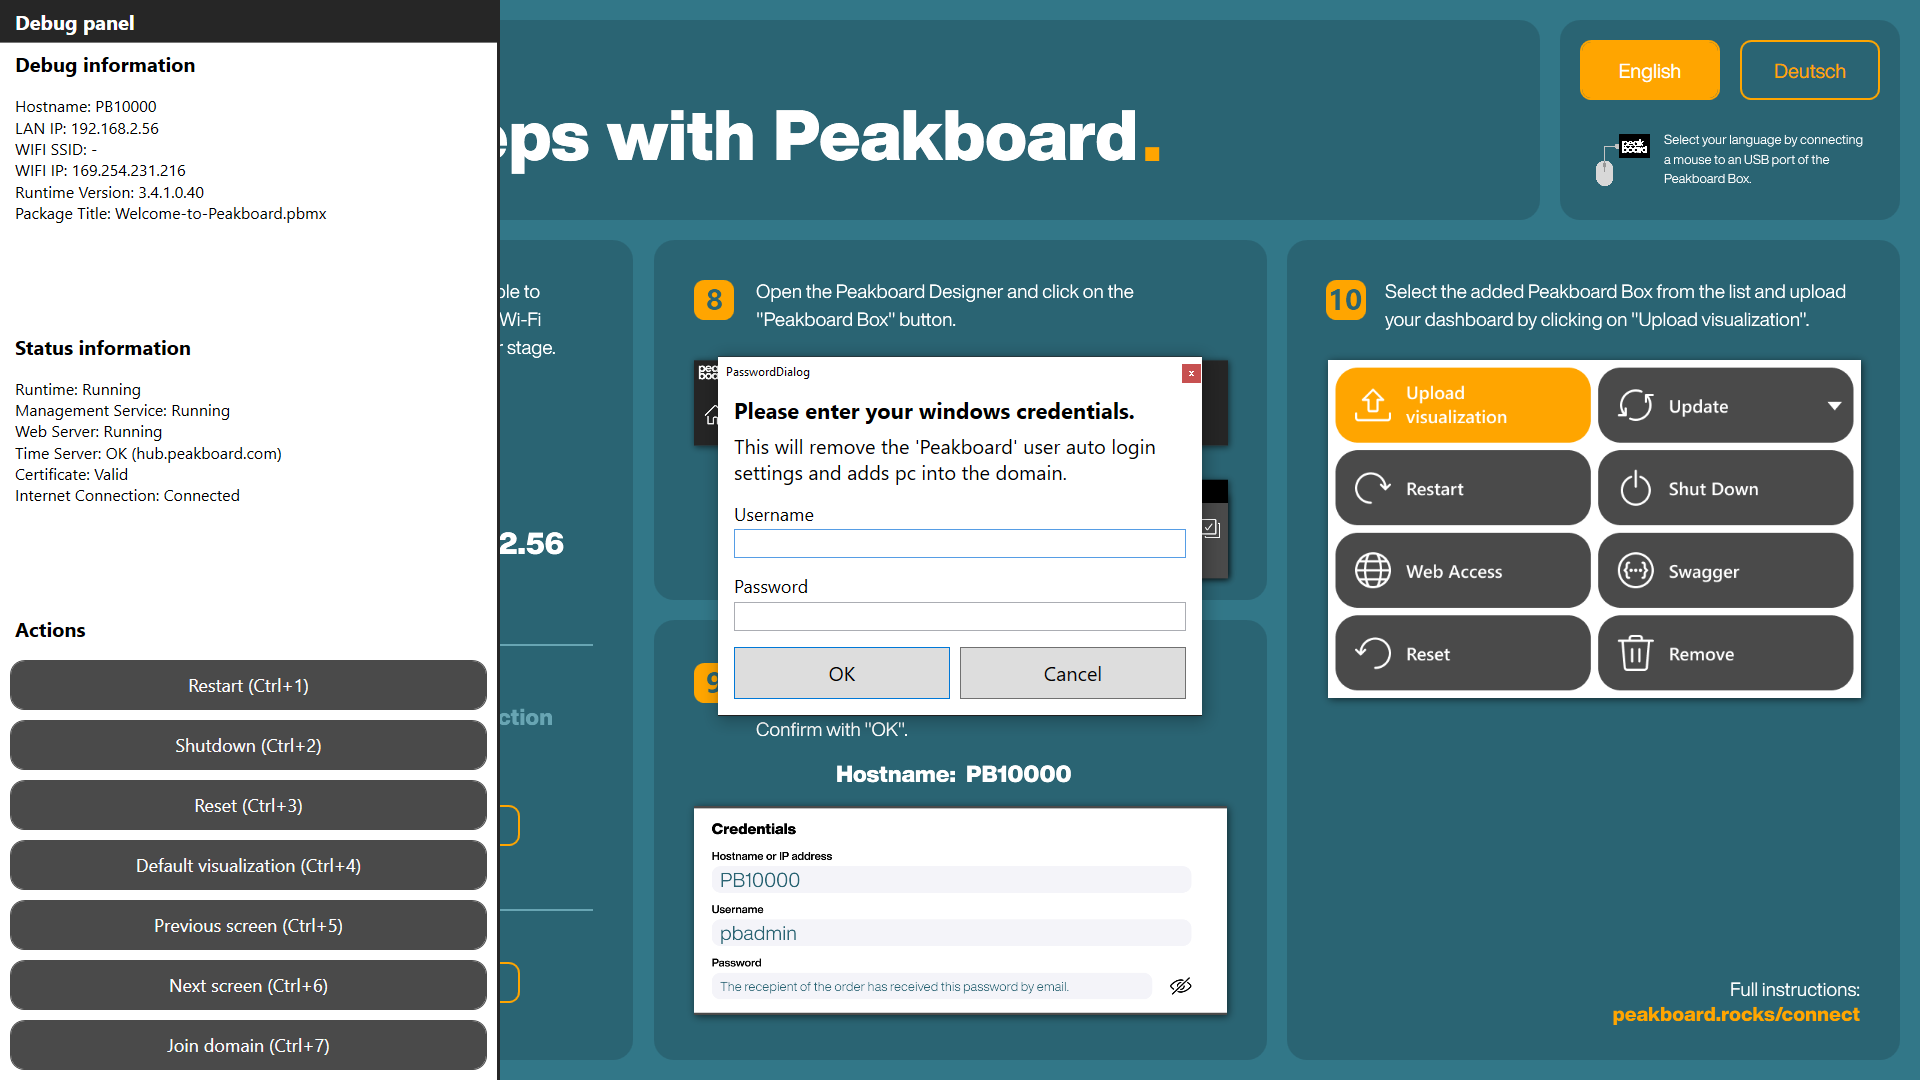 Debug panel
Debug information
Hostname: PB10000
LAN IP: 192.168.2.56
WIFI SSID: -
WIFI IP: 169.254.231.216
Runtime Version: 3.4.1.0.40
Package Title: Welcome-to-Peakboard.pbmx
Status information
Runtime: Running
Management Service: Running
Web Server: Running
Time Server: OK (hub.peakboard.com)
Certificate: Valid
Internet Connection: Connected
Actions
Restart (Ctrl+1)
Shutdown (Ctrl+2)
Reset (Ctrl+3)
Default visualization (Ctrl+4)
Previous screen (Ctrl+5)
Next screen (Ctrl+6)
Join domain (Ctrl+7)
eps with Peakboard.
English
Deutsch
peak
board
Select your language by connecting
a mouse to an USB port of the
Peakboard Box.
ble to
Wi-Fi
stage.
2.56
ction
8
Open the Peakboard Designer and click on the
"Peakboard Box" button.
PasswordDialog
x
Please enter your windows credentials.
This will remove the 'Peakboard' user auto login
settings and adds pc into the domain.
Username
Password
OK
Cancel
9
Confirm with "OK".
Hostname: PB10000
Credentials
Hostname or IP address
PB10000
Username
pbadmin
Password
The recepient of the order has received this password by email.
10
Select the added Peakboard Box from the list and upload
your dashboard by clicking on "Upload visualization".
Upload
visualization
Update
Restart
Shut Down
Web Access
Swagger
Reset
Remove
Full instructions:
peakboard.rocks/connect